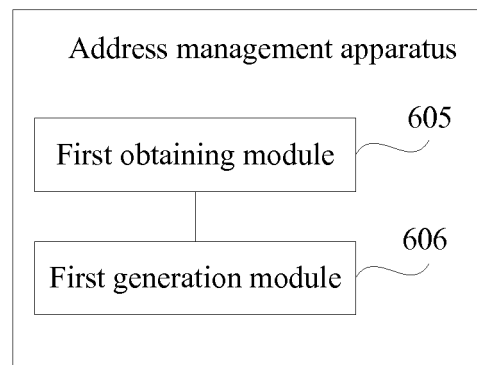 Address management apparatus
605
First obtaining module
606
First generation module